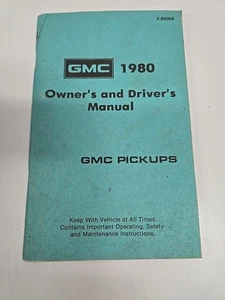 X-8000A
GMC 1980
Owner's and Driver's
Manual
GMC PICKUPS
Keep With Vehicle at All Times.
Contains Important Operating, Safety
and Maintenance Instructions.